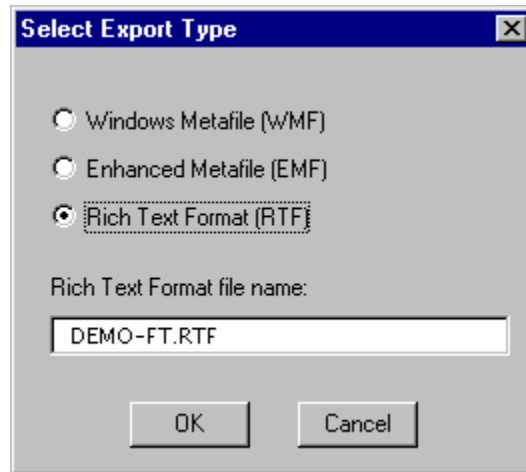 Select Export Type
Windows Metafile (WMF)
Enhanced Metafile (EMF)
Rich Text Format (RTF)
Rich Text Format file name:
DEMO-FT.RTF
OK Cancel